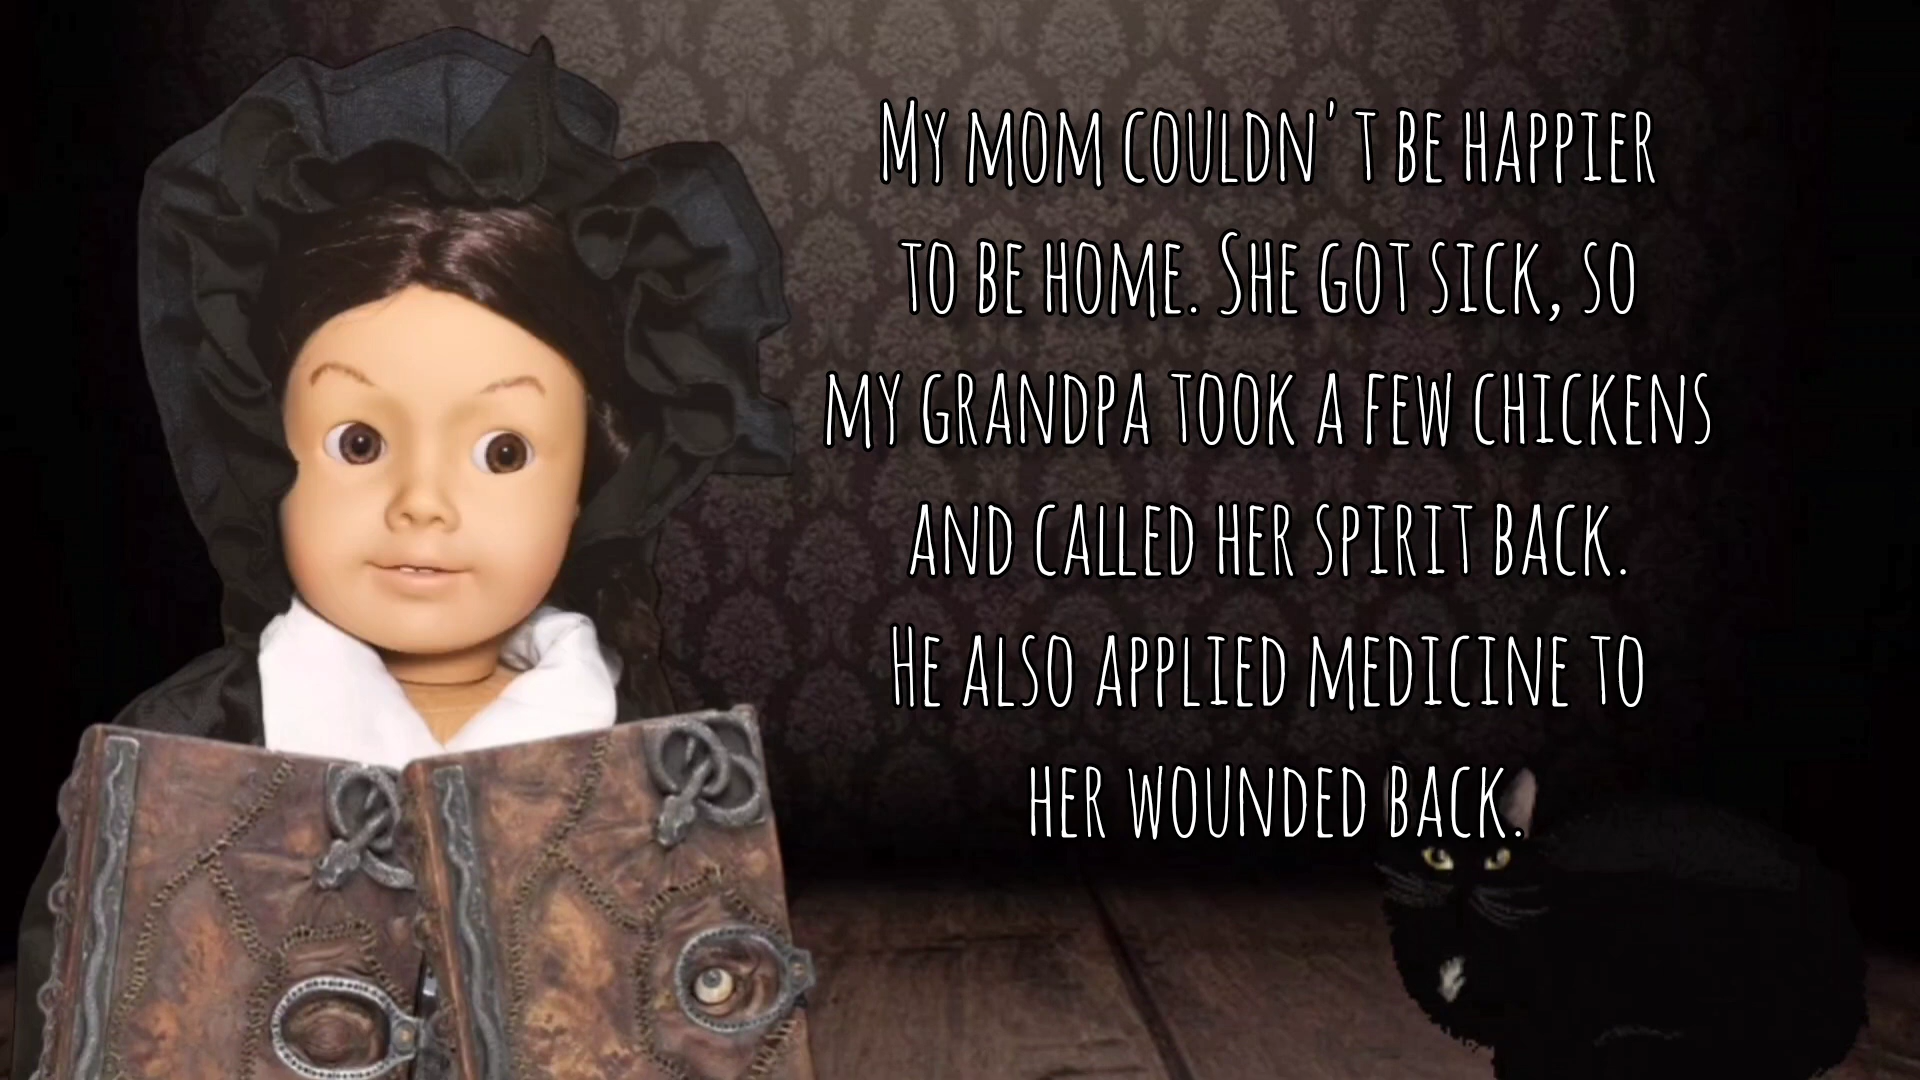 My mom couldn't be happier
to be home. She got sick, so
my grandpa took a few chickens
and called her spirit back.
He also applied medicine to
her wounded back.